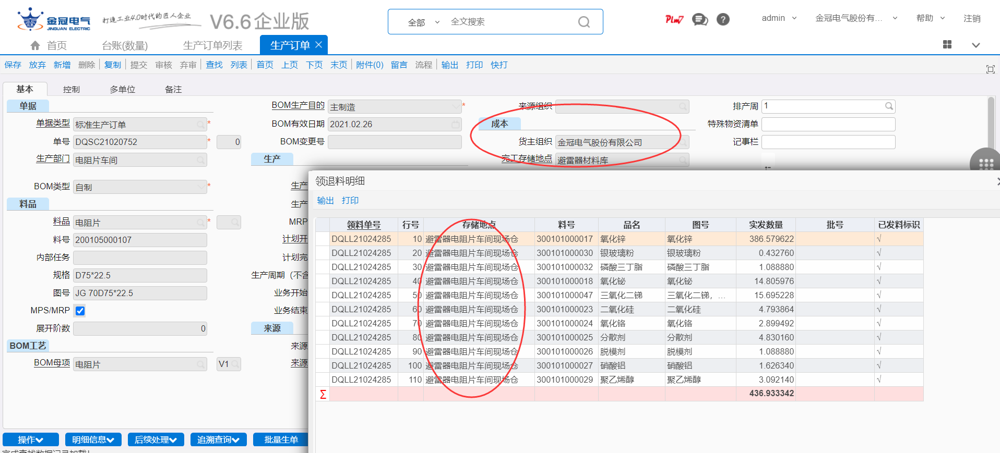 金冠电气
JINGUAN ELECTRIC
打造工业4.0时代的匠人企业
V6.6企业版
全部 全文搜索
Plm7
?
admin 金冠电气股份有限... 帮助 注销
首页 台账(数量) 生产订单列表 生产订单
保存 放弃 新增 删除 复制 提交 审核 弃审 查找 列表 首页 上页 下页 末页 附件(0) 留言 流程 输出 打印 快打
基本 控制 多单位 备注
单据
单据类型 标准生产订单 *
单号 DQSC21020752 * 0
生产部门 电阻片车间
BOM类型 自制 *
料品
料品 电阻片 *
料号 200105000107
内部任务
规格 D75*22.5
图号 JG 70D75*22.5
MPS/MRP
展开阶数 0
BOM工艺
BOM母项 电阻片 V1
BOM生产目的 主制造 *
BOM有效日期 2021.02.26
BOM变更号
生产
生产
生产
MRP
计划开
计划完
生产周期（不含
业务开始
业务结束
来源
来源
来源
来源组织
成本
货主组织 金冠电气股份有限公司
完工存储地点 避雷器材料库
排产周 1
特殊物资清单
记事栏
领退料明细
输出 打印
领料单号 行号 存储地点 料号 品名 图号 实发数量 批号 已发料标识
DQLL21024285 10 避雷器电阻片车间现场仓 300101000017 氧化锌 氧化锌 386.579622 √
DQLL21024285 20 避雷器电阻片车间现场仓 300101000030 银玻璃粉 银玻璃粉 0.432760 √
DQLL21024285 30 避雷器电阻片车间现场仓 300101000032 磷酸三丁脂 磷酸三丁脂 1.088880 √
DQLL21024285 40 避雷器电阻片车间现场仓 300101000018 氧化铋 氧化铋 14.805976 √
DQLL21024285 50 避雷器电阻片车间现场仓 300101000047 三氧化二锑 三氧化二锑，... 15.695228 √
DQLL21024285 60 避雷器电阻片车间现场仓 300101000023 二氧化硅 二氧化硅 4.793864 √
DQLL21024285 70 避雷器电阻片车间现场仓 300101000024 氧化铬 氧化铬 2.899492 √
DQLL21024285 80 避雷器电阻片车间现场仓 300101000025 分散剂 分散剂 4.830160 √
DQLL21024285 90 避雷器电阻片车间现场仓 300101000026 脱模剂 脱模剂 1.088880 √
DQLL21024285 100 避雷器电阻片车间现场仓 300101000027 硝酸铝 硝酸铝 1.626340 √
DQLL21024285 110 避雷器电阻片车间现场仓 300101000029 聚乙烯醇 聚乙烯醇 3.092140 √
Σ 436.933342
操作 明细信息 后续处理 追溯查询 批量生单